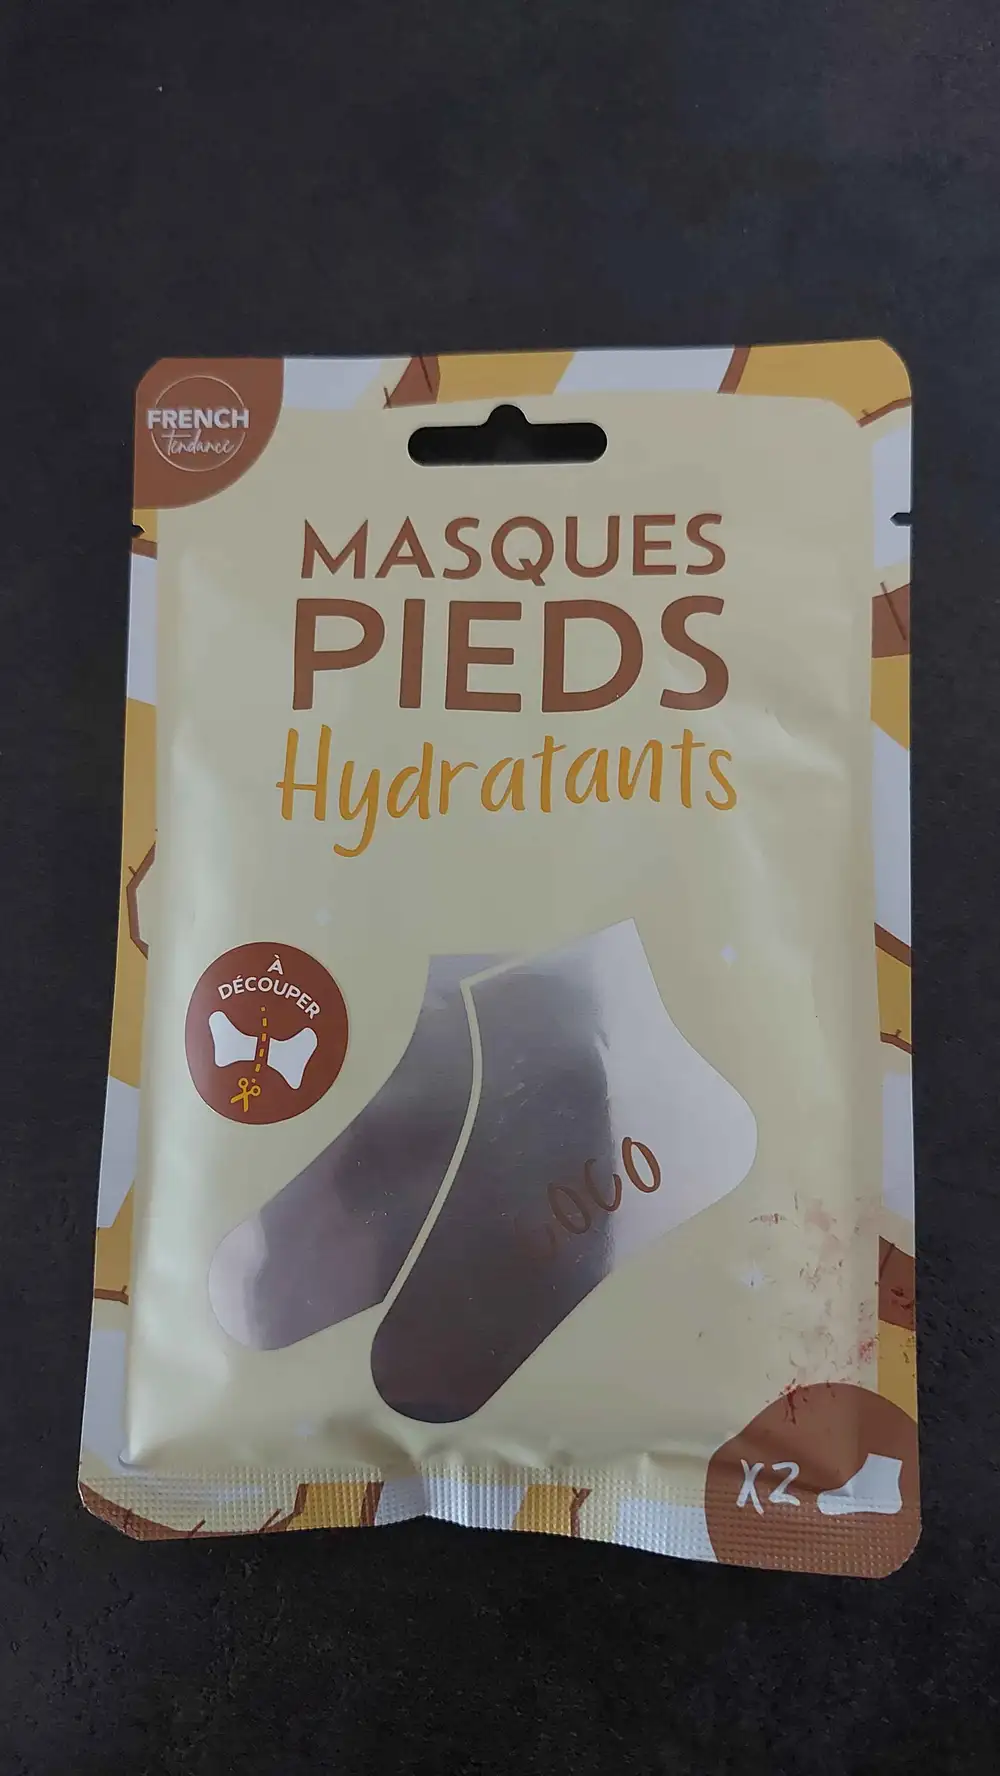 FRENCH
tendance
MASQUES
PIEDS
Hydratants
À
DÉCOUPER
COCO
X2